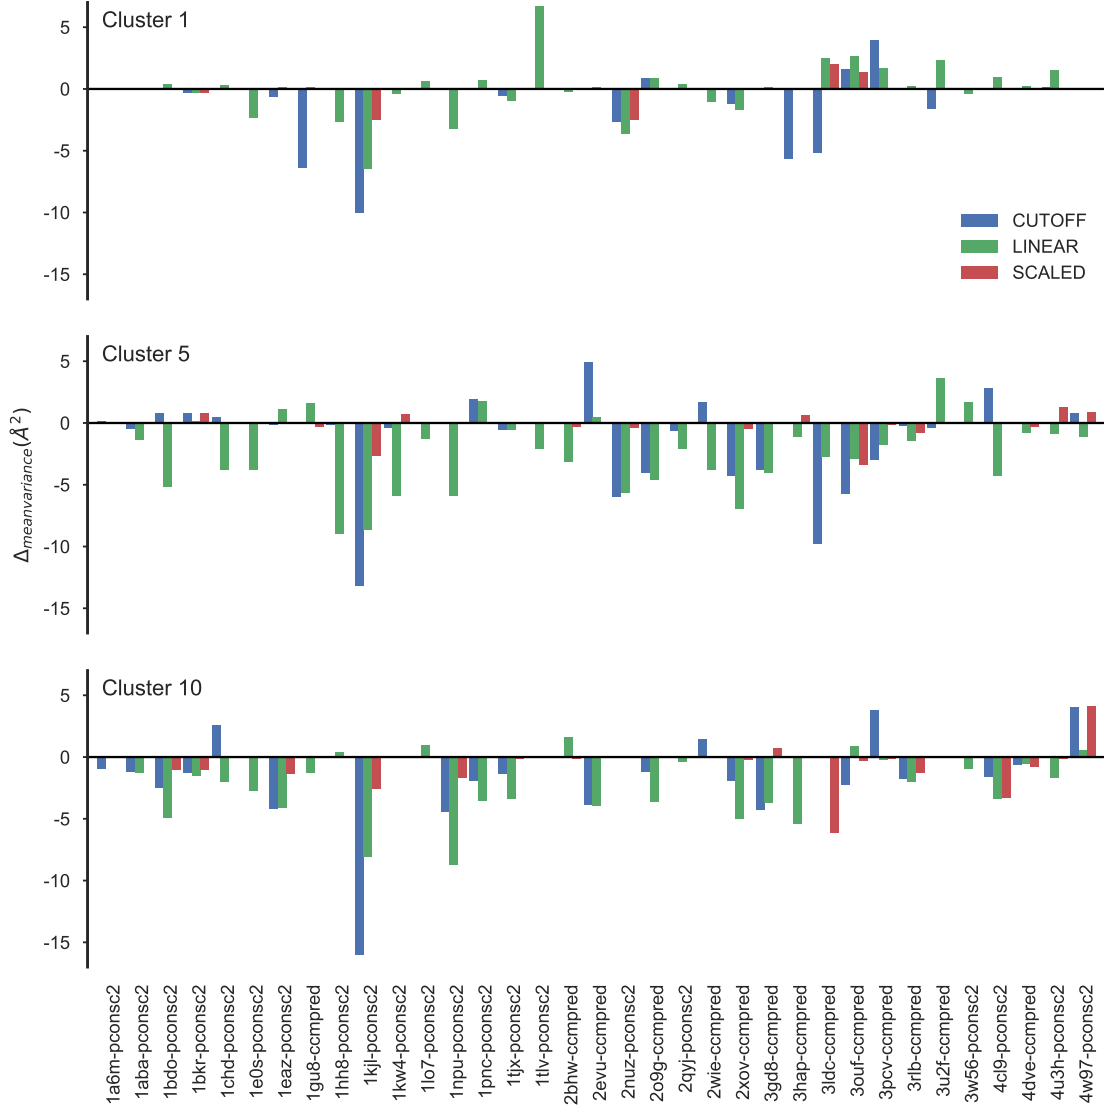 Cluster 1
5
0
-5
-10
-15
CUTOFF
LINEAR
SCALED
Cluster 5
5
0
-5
-10
-15
Δmeanvariance(Å²)
Cluster 10
5
0
-5
-10
-15
1a6m-pconsc2
1aba-pconsc2
1bdo-pconsc2
1bkr-pconsc2
1chd-pconsc2
1e0s-pconsc2
1eaz-pconsc2
1gu8-ccmpred
1hh8-pconsc2
1kjl-pconsc2
1kw4-pconsc2
1lo7-pconsc2
1npu-pconsc2
1pnc-pconsc2
1tjx-pconsc2
1tlv-pconsc2
2bhw-ccmpred
2evu-ccmpred
2nuz-pconsc2
2o9g-ccmpred
2qyj-pconsc2
2wie-ccmpred
2xov-ccmpred
3gd8-ccmpred
3hap-ccmpred
3ldc-ccmpred
3ouf-ccmpred
3pcv-ccmpred
3rlb-ccmpred
3u2f-ccmpred
3w56-pconsc2
4cl9-pconsc2
4dve-ccmpred
4u3h-pconsc2
4w97-pconsc2